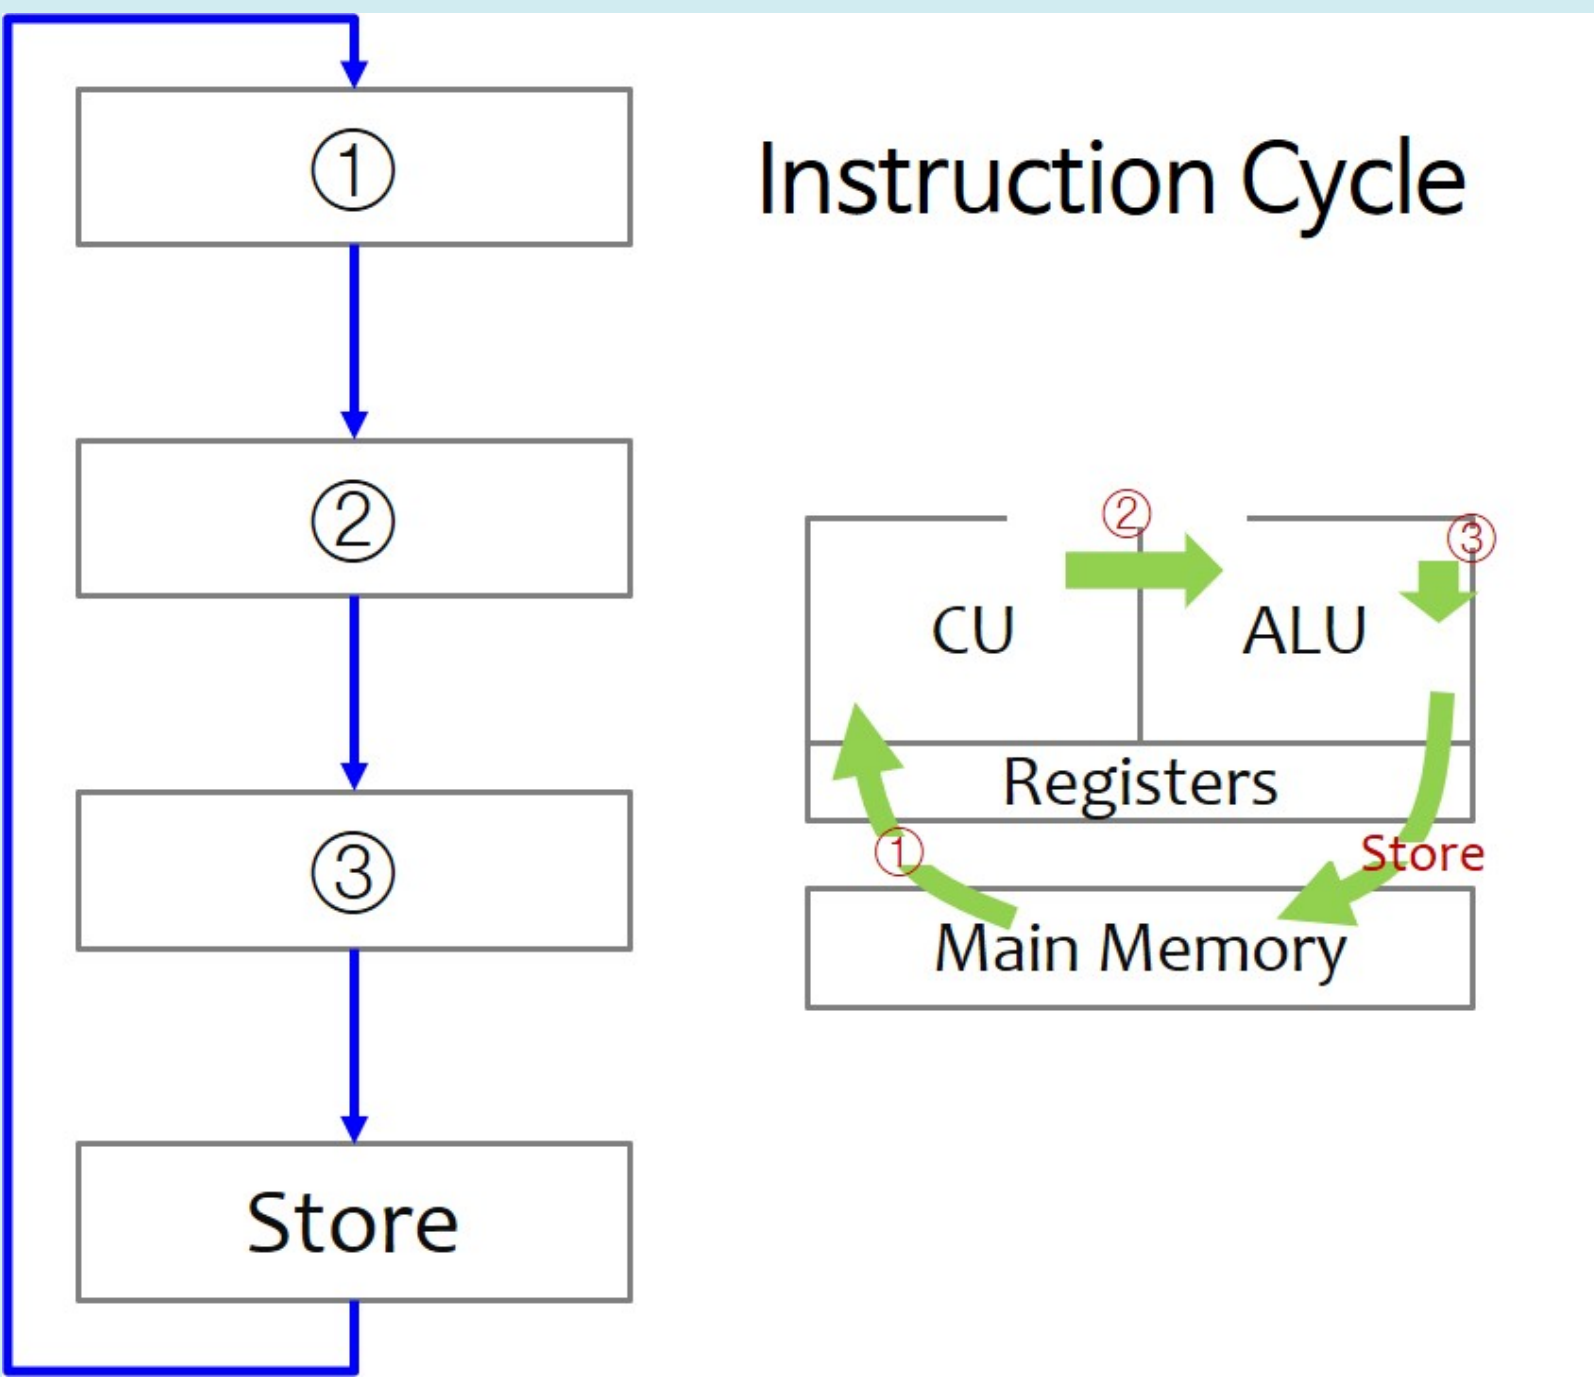 ①
Instruction Cycle
②
③
Store
② ③
CU ALU
Registers
① Store
Main Memory